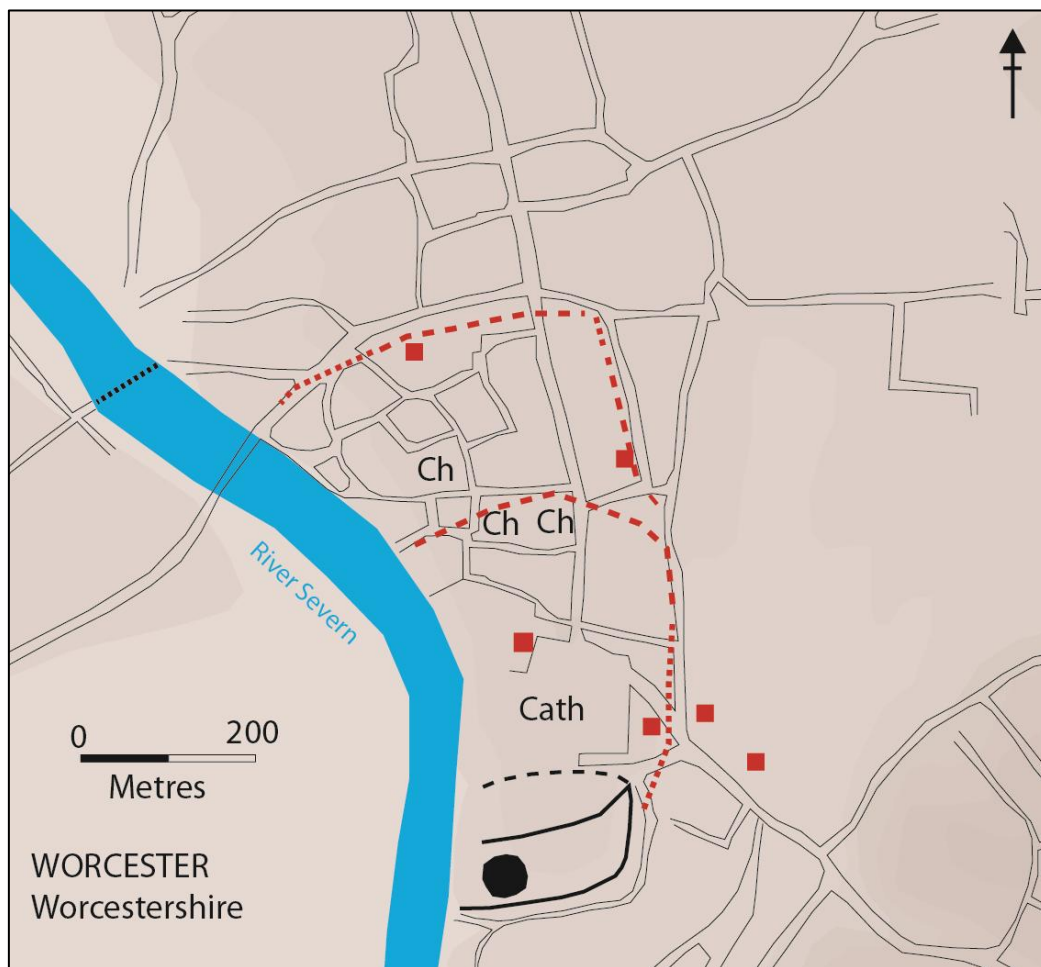 Ch
Ch Ch
River Severn
Cath
0 200
Metres
WORCESTER
Worcestershire